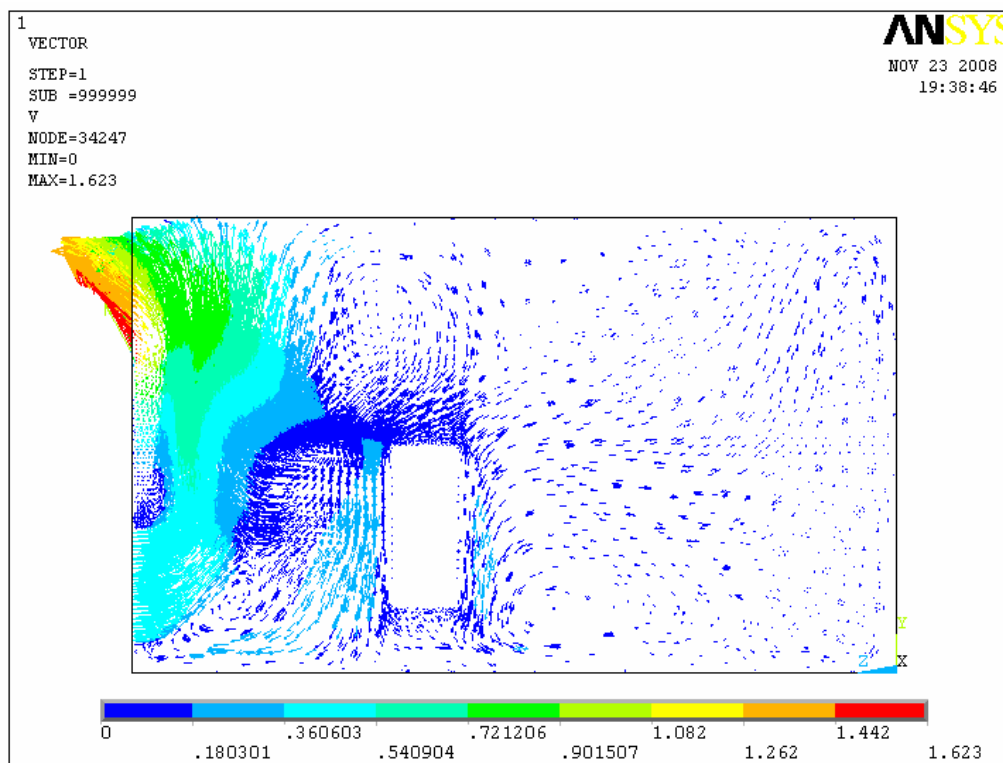 1
VECTOR
STEP=1
SUB =999999
V
NODE=34247
MIN=0
MAX=1.623
ANSYS
NOV 23 2008
19:38:46
Y
Z X
0 .360603 .721206 1.082 1.442
.180301 .540904 .901507 1.262 1.623